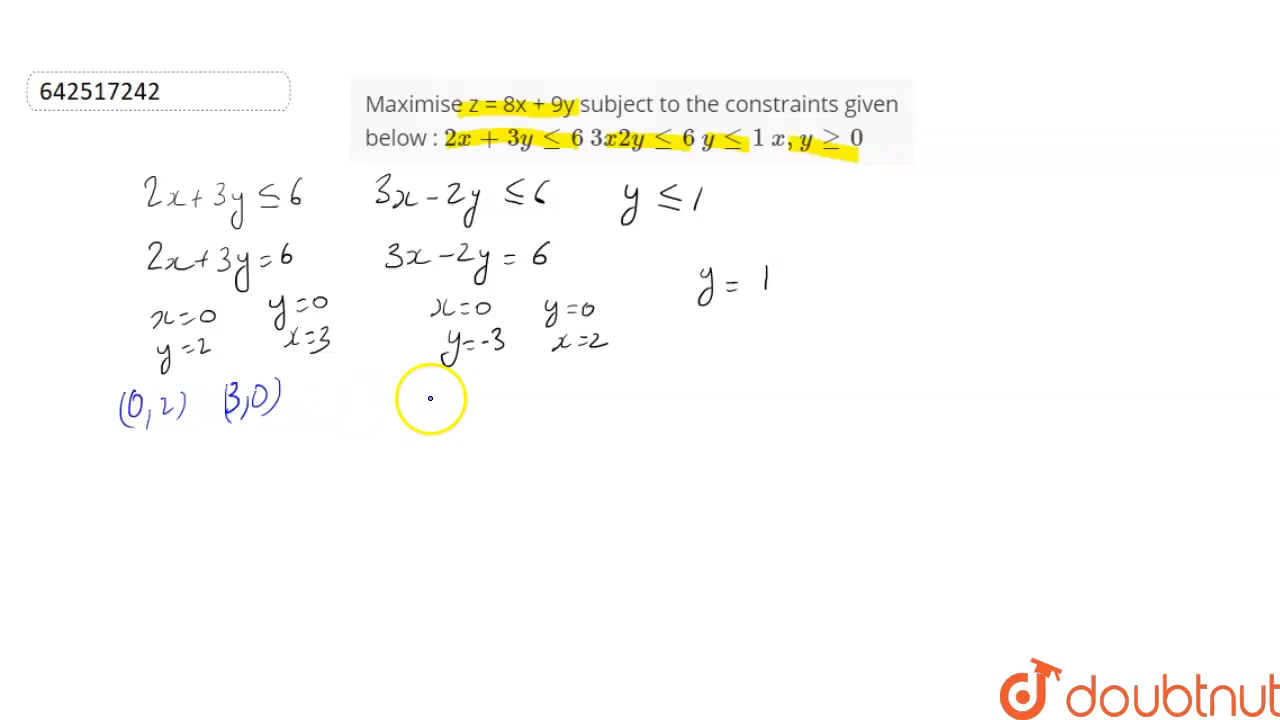 642517242
Maximise z = 8x + 9y subject to the constraints given
below : 2x + 3y ≤ 6 3x2y ≤ 6 y ≤ 1 x, y ≥ 0
2x + 3y ≤ 6 3x - 2y ≤ 6 y ≤ 1
2x + 3y = 6 3x - 2y = 6 y = 1
x = 0 y = 0 x = 0 y = 0
y = 2 x = 3 y = -3 x = 2
(0, 2) (3, 0)
doubtnut